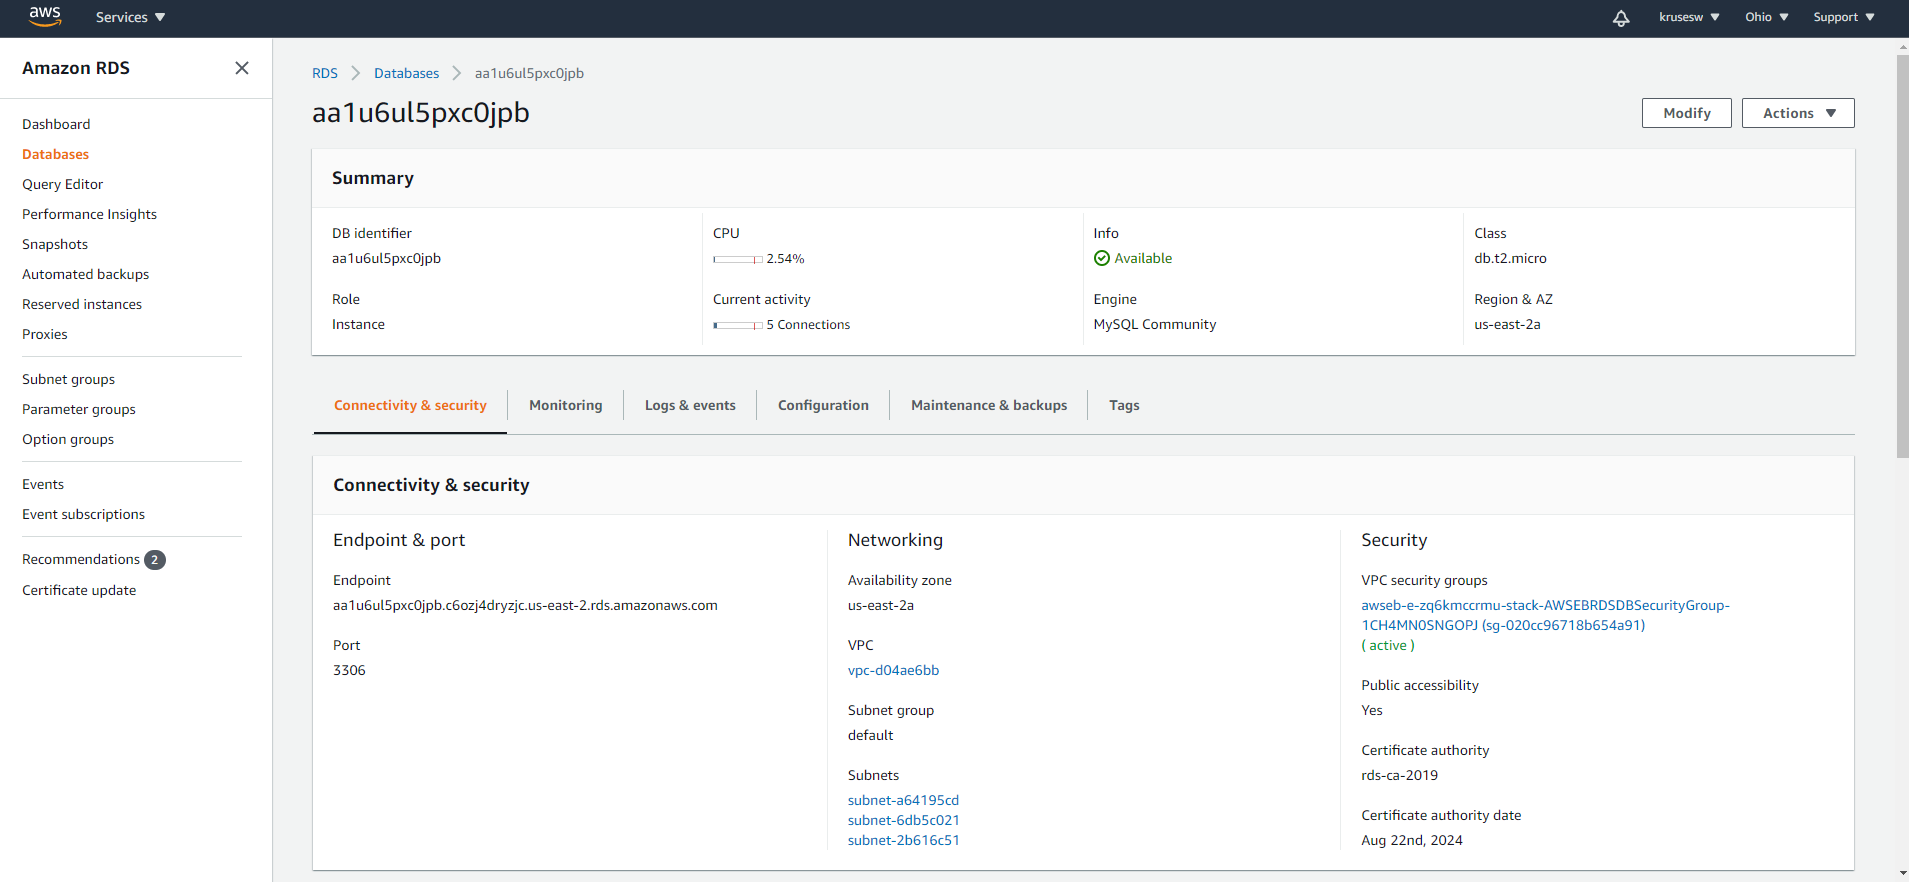 aws
Services
krusesw
Ohio
Support
Amazon RDS
Dashboard
Databases
Query Editor
Performance Insights
Snapshots
Automated backups
Reserved instances
Proxies
Subnet groups
Parameter groups
Option groups
Events
Event subscriptions
Recommendations 2
Certificate update
RDS > Databases > aa1u6ul5pxc0jpb
aa1u6ul5pxc0jpb
Modify
Actions
Summary
DB identifier
aa1u6ul5pxc0jpb
Role
Instance
CPU
2.54%
Current activity
5 Connections
Info
Available
Engine
MySQL Community
Class
db.t2.micro
Region & AZ
us-east-2a
Connectivity & security
Monitoring
Logs & events
Configuration
Maintenance & backups
Tags
Connectivity & security
Endpoint & port
Endpoint
aa1u6ul5pxc0jpb.c6ozj4dryzjc.us-east-2.rds.amazonaws.com
Port
3306
Networking
Availability zone
us-east-2a
VPC
vpc-d04ae6bb
Subnet group
default
Subnets
subnet-a64195cd
subnet-6db5c021
subnet-2b616c51
Security
VPC security groups
awseb-e-zq6kmccrmu-stack-AWSEBRDSDBSecurityGroup-
1CH4MN0SNGOPJ (sg-020cc96718b654a91)
( active )
Public accessibility
Yes
Certificate authority
rds-ca-2019
Certificate authority date
Aug 22nd, 2024